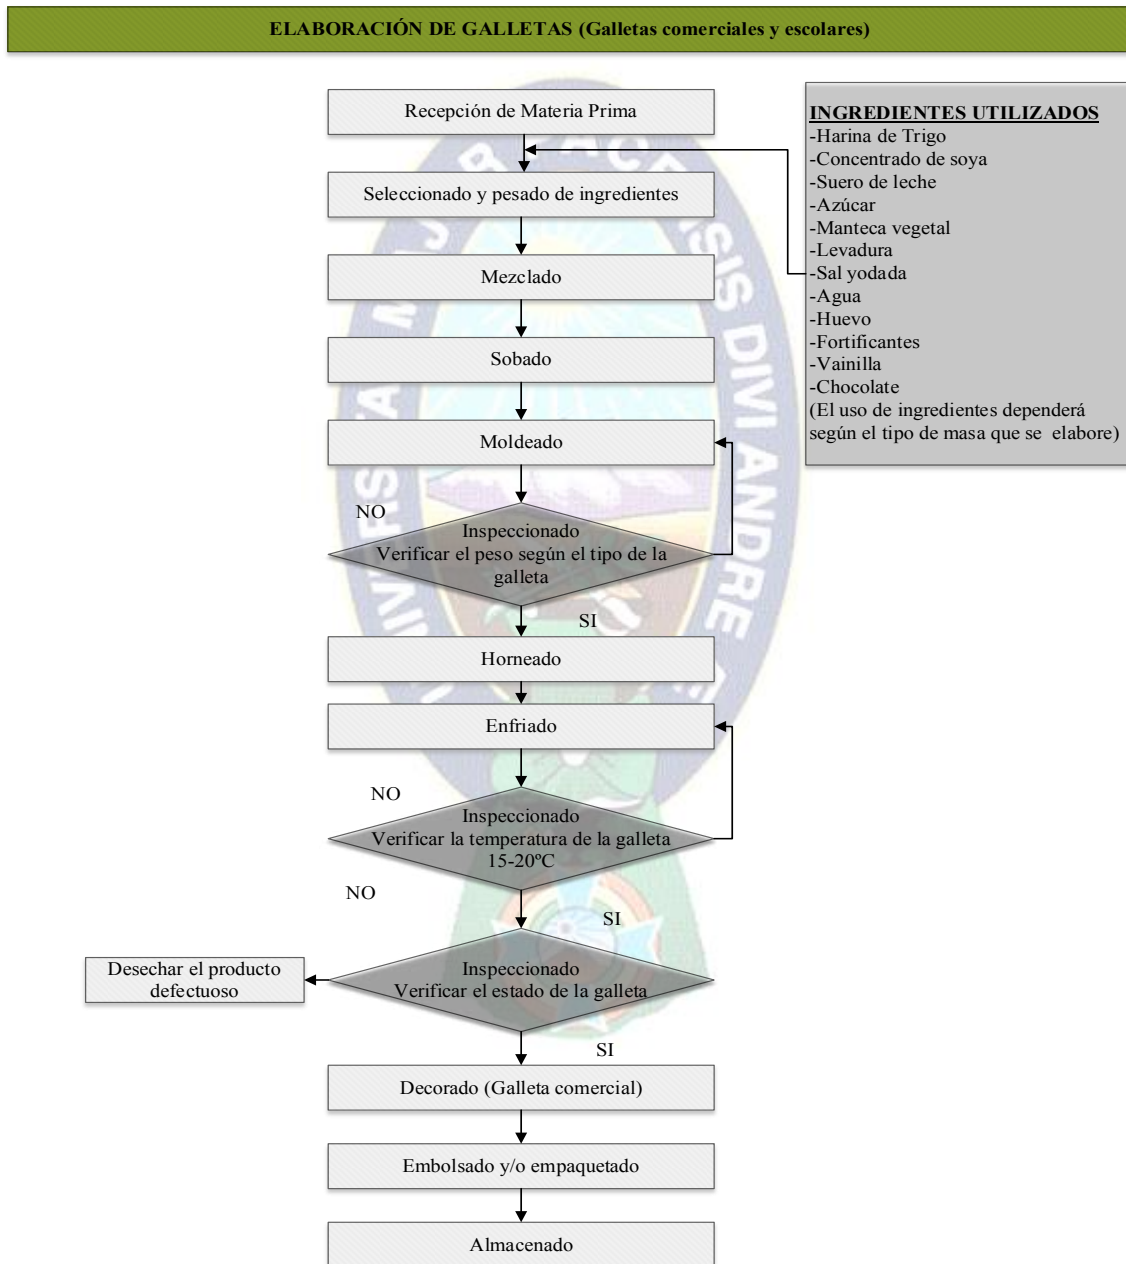 ELABORACIÓN DE GALLETAS (Galletas comerciales y escolares)
Recepción de Materia Prima
INGREDIENTES UTILIZADOS
-Harina de Trigo
-Concentrado de soya
-Suero de leche
-Azúcar
-Manteca vegetal
-Levadura
-Sal yodada
-Agua
-Huevo
-Fortificantes
-Vainilla
-Chocolate
(El uso de ingredientes dependerá
según el tipo de masa que se elabore)
Seleccionado y pesado de ingredientes
Mezclado
Sobado
Moldeado
NO
Inspeccionado
Verificar el peso según el tipo de la
galleta
SI
Horneado
Enfriado
NO
Inspeccionado
Verificar la temperatura de la galleta
15-20ºC
NO
SI
Desechar el producto
defectuoso
Inspeccionado
Verificar el estado de la galleta
SI
Decorado (Galleta comercial)
Embolsado y/o empaquetado
Almacenado